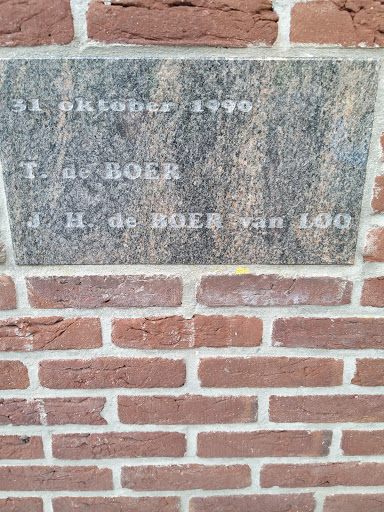 31 oktober 1990
T. de BOER
J. H. de BOER van LOO